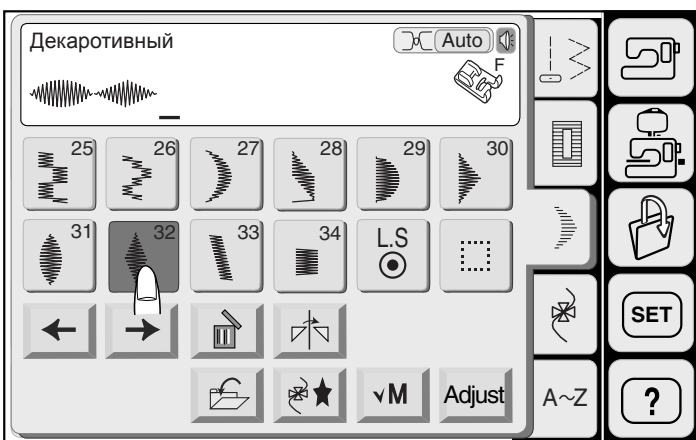 Декаротивный Auto
F
25 26 27 28 29 30
31 32 33 34 L.S
SET
✓M Adjust A~Z ?